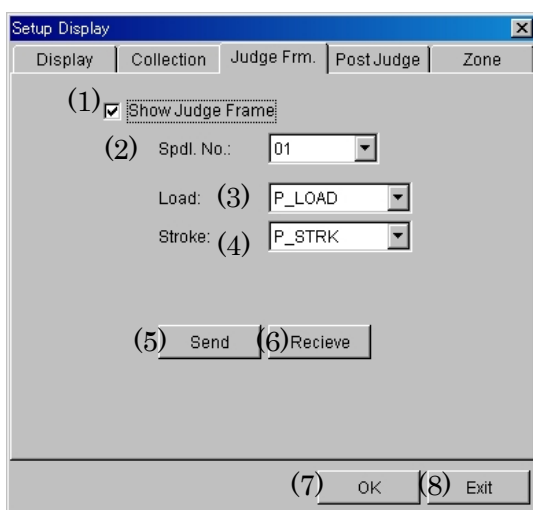 Setup Display
Display Collection Judge Frm. Post Judge Zone
(1) Show Judge Frame
(2) Spdl. No.: 01
Load: (3) P_LOAD
Stroke: (4) P_STRK
(5) Send (6) Recieve
(7) OK (8) Exit